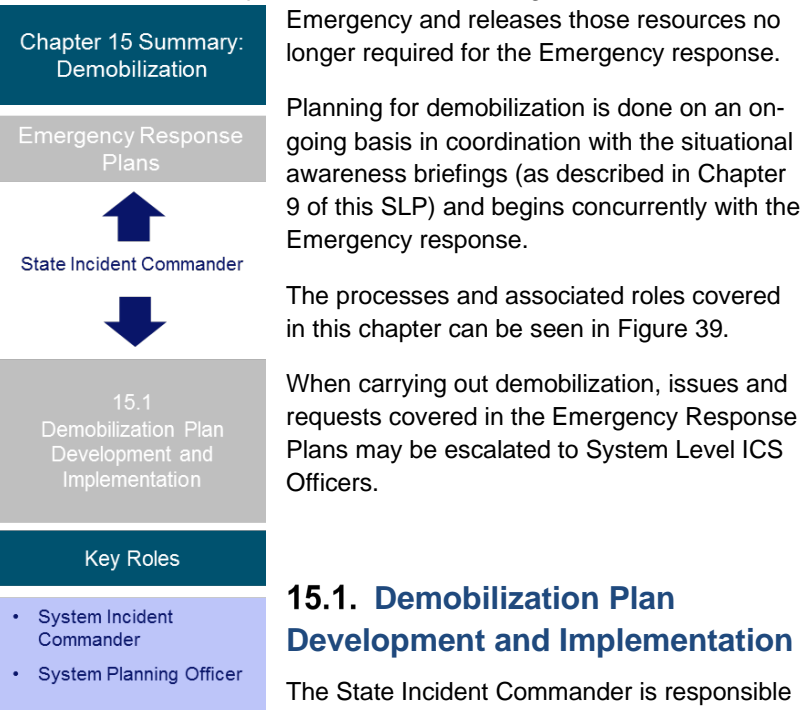 Chapter 15 Summary:
Demobilization
Emergency Response
Plans
State Incident Commander
15.1
Demobilization Plan
Development and
Implementation
Key Roles
• System Incident
Commander
• System Planning Officer
Emergency and releases those resources no
longer required for the Emergency response.
Planning for demobilization is done on an on-
going basis in coordination with the situational
awareness briefings (as described in Chapter
9 of this SLP) and begins concurrently with the
Emergency response.
The processes and associated roles covered
in this chapter can be seen in Figure 39.
When carrying out demobilization, issues and
requests covered in the Emergency Response
Plans may be escalated to System Level ICS
Officers.
15.1. Demobilization Plan
Development and Implementation
The State Incident Commander is responsible